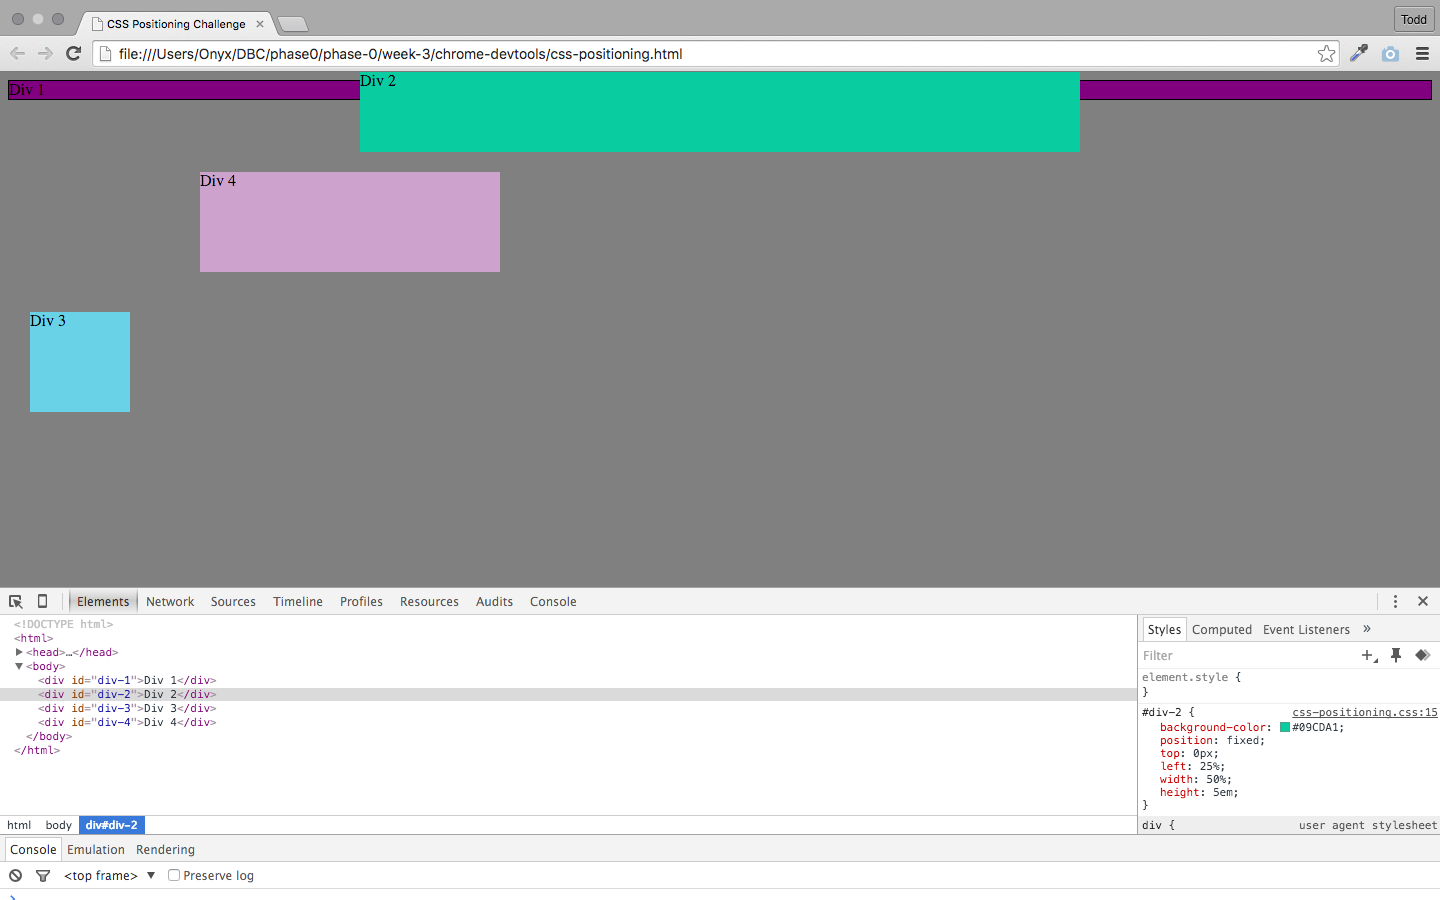 CSS Positioning Challenge
Todd
file:///Users/Onyx/DBC/phase0/phase-0/week-3/chrome-devtools/css-positioning.html
Div 1
Div 2
Div 4
Div 3
Elements Network Sources Timeline Profiles Resources Audits Console
<!DOCTYPE html>
<html>
<head>…</head>
<body>
<div id="div-1">Div 1</div>
<div id="div-2">Div 2</div>
<div id="div-3">Div 3</div>
<div id="div-4">Div 4</div>
</body>
</html>
html body div#div-2
Styles Computed Event Listeners »
Filter
element.style {
}
#div-2 { css-positioning.css:15
background-color: #09CDA1;
position: fixed;
top: 0px;
left: 25%;
width: 50%;
height: 5em;
}
div { user agent stylesheet
Console Emulation Rendering
<top frame> Preserve log